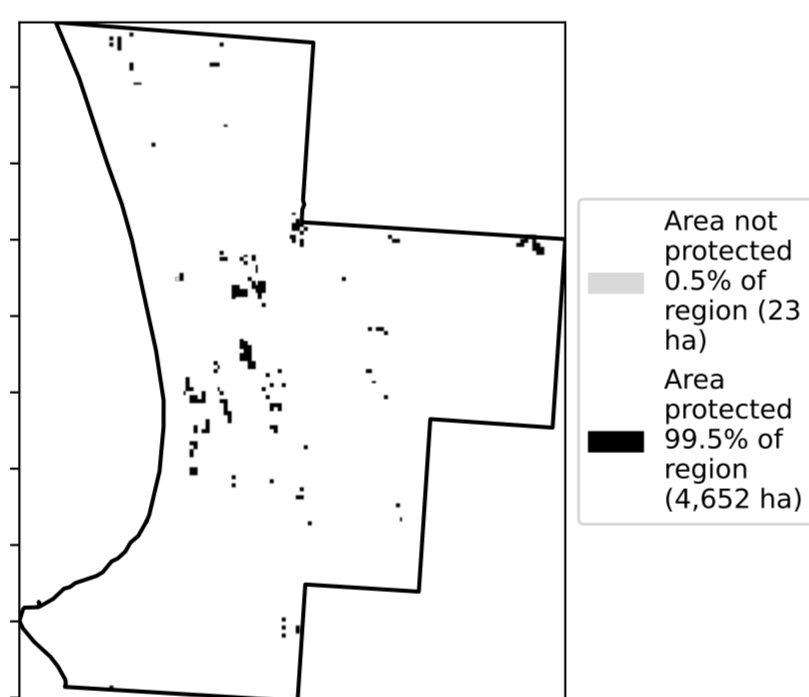 Area not
protected
0.5% of
region (23
ha)
Area
protected
99.5% of
region
(4,652 ha)